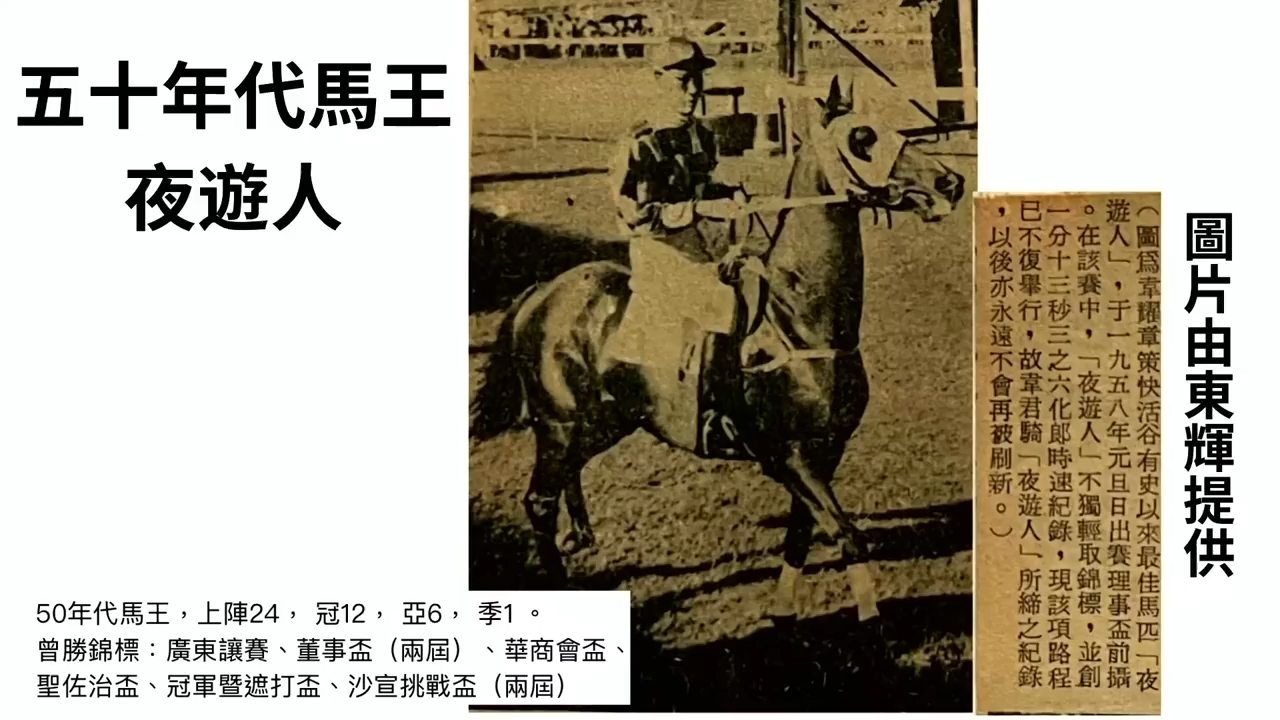 五十年代馬王
夜遊人
（圖爲韋耀章策快活谷有史以來最佳馬匹「夜
遊人」，于一九五八年元旦日出賽理事盃前攝
。在該賽中，「夜遊人」不獨輕取錦標，並創
一分十三秒三之六化郎時速紀錄，現該項路程
已不復舉行，故韋君騎「夜遊人」所締之紀錄
，以後亦永遠不會再被刷新。）
圖片由東輝提供
50年代馬王，上陣24， 冠12， 亞6， 季1 。
曾勝錦標：廣東讓賽、董事盃（兩屆）、華商會盃、
聖佐治盃、冠軍暨遮打盃、沙宣挑戰盃（兩屆）